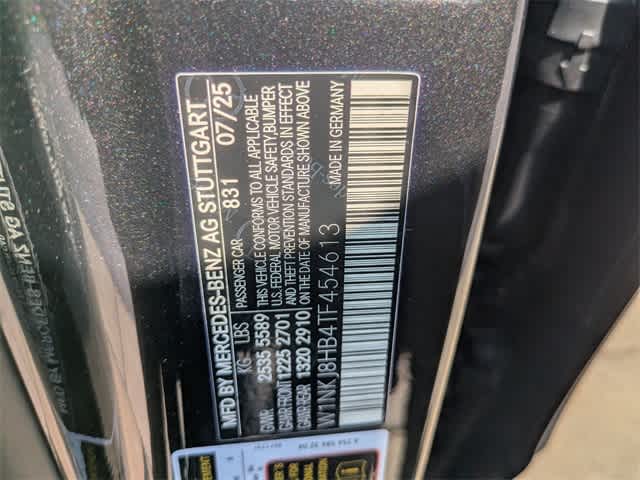 MFD BY MERCEDES-BENZ AG STUTTGART
831 07/25
PASSENGER CAR
KG LBS
GVWR 2535 5589
GAWR FRONT 1225 2701
GAWR REAR 1320 2910
THIS VEHICLE CONFORMS TO ALL APPLICABLE
U.S. FEDERAL MOTOR VEHICLE SAFETY,BUMPER
AND THEFT PREVENTION STANDARDS IN EFFECT
ON THE DATE OF MANUFACTURE SHOWN ABOVE
W1NKJ8HB4TF454613
MADE IN GERMANY